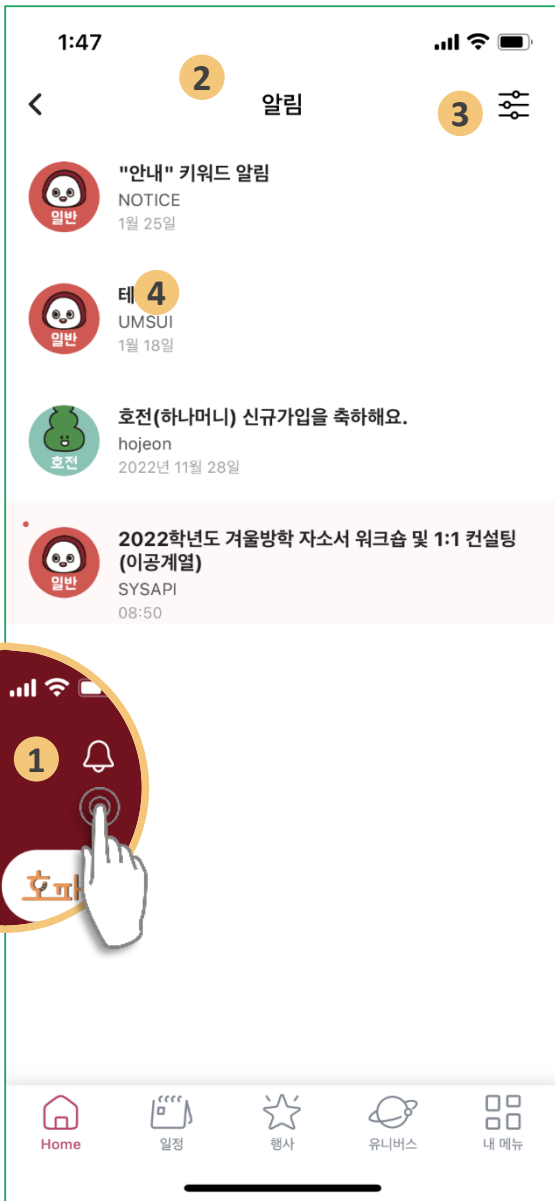 1:47
2
알림
3
"안내" 키워드 알림
NOTICE
일반
1월 25일
테
4
UMSUI
일반
1월 18일
호전(하나머니) 신규가입을 축하해요.
hojeon
호전
2022년 11월 28일
2022학년도 겨울방학 자소서 워크숍 및 1:1 컨설팅
(이공계열)
일반
SYSAPI
08:50
1
Home
일정
행사
유니버스
내 메뉴